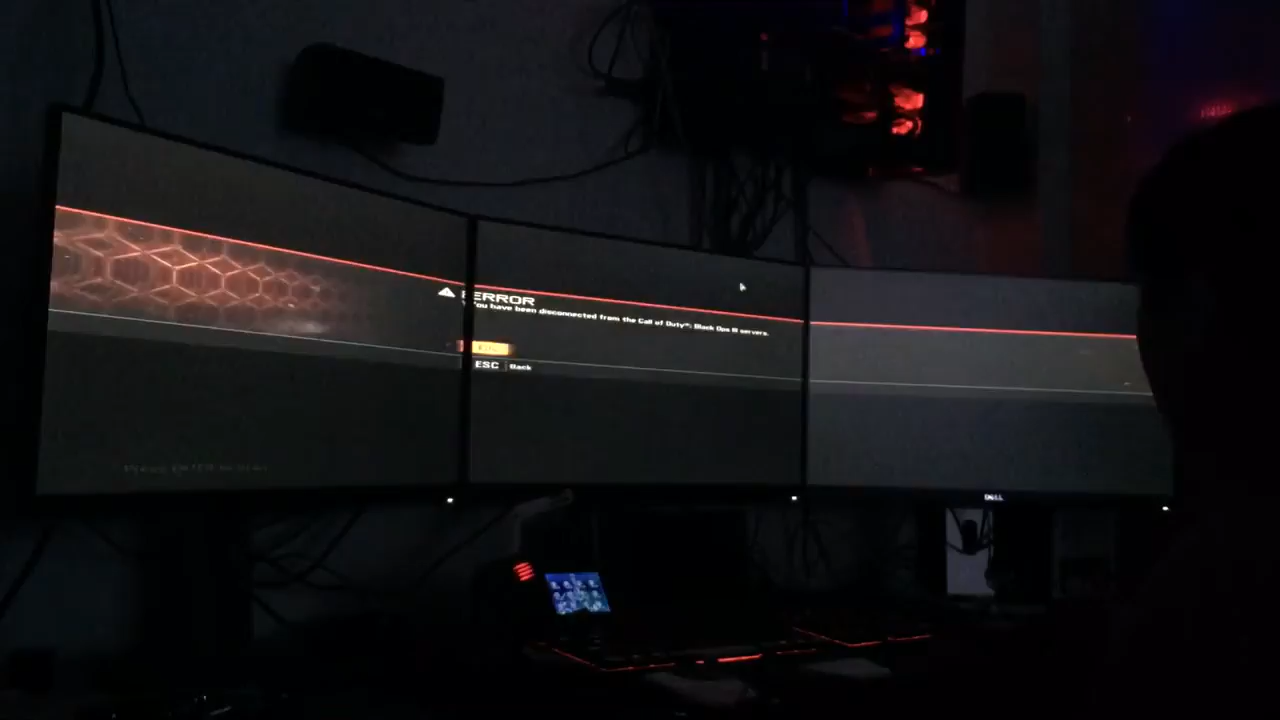 ERROR
You have been disconnected from the Call of Duty®: Black Ops III servers.
ESC Back
DELL